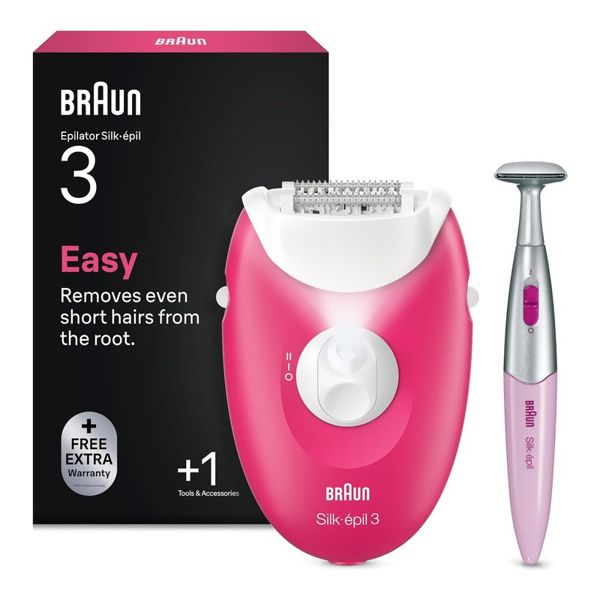 BRAUN
BRAUN
Epilator Silk·épil
3
Easy
Removes even
short hairs from
the root.
+
FREE
EXTRA
Warranty
+1
Tools & Accessories
BRAUN
Silk·épil 3
BRAUN
Silk·épil